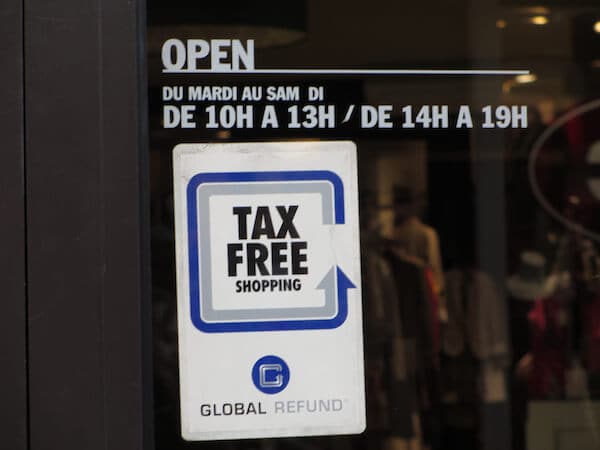 OPEN
DU MARDI AU SAM DI
DE 10H A 13H / DE 14H A 19H
TAX
FREE
SHOPPING
GLOBAL REFUND